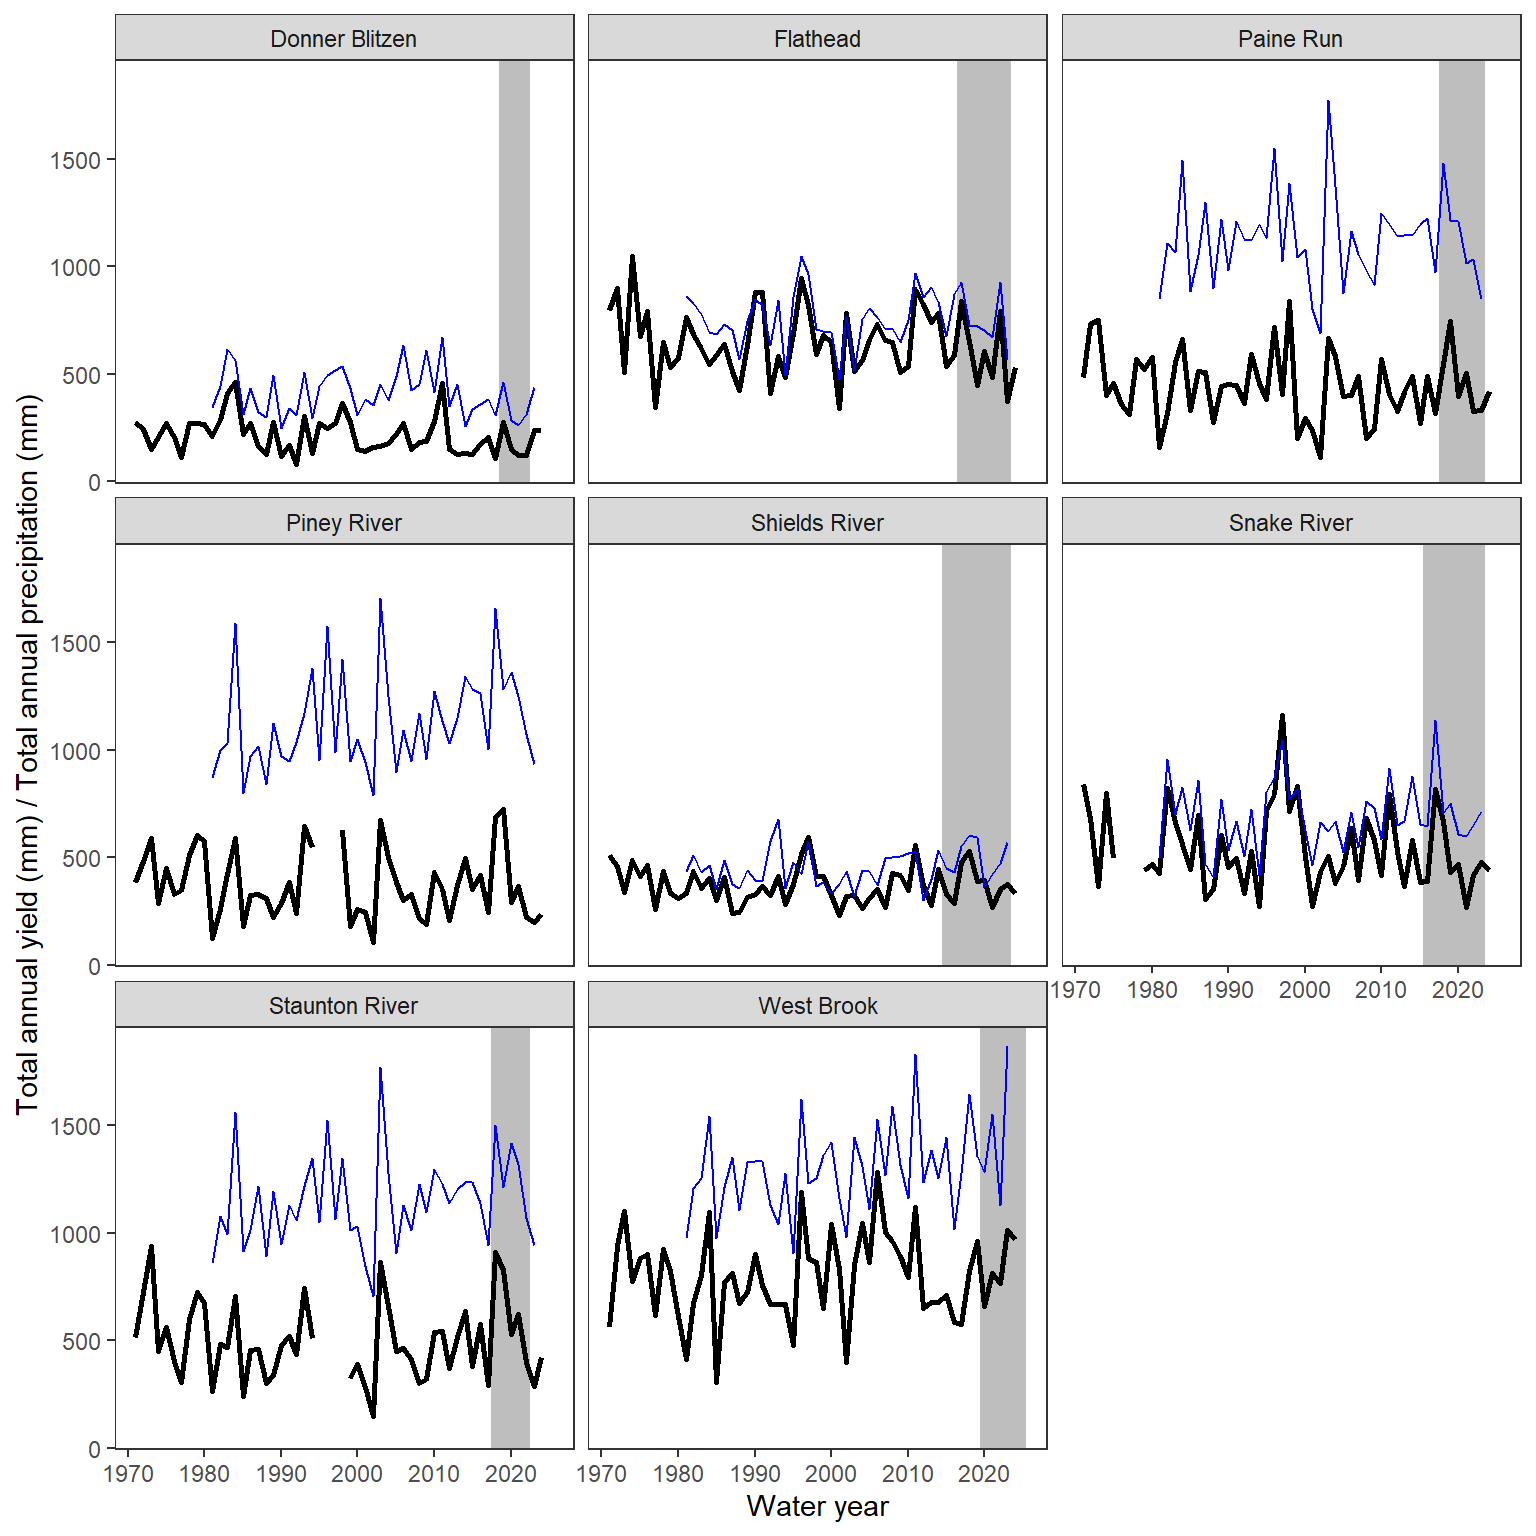 Donner Blitzen
Flathead
Paine Run
1500
1000
500
0
Piney River
Shields River
Snake River
1500
1000
500
0
1970 1980 1990 2000 2010 2020
Staunton River
West Brook
1500
1000
500
0
1970 1980 1990 2000 2010 2020
1970 1980 1990 2000 2010 2020
Water year
Total annual yield (mm) / Total annual precipitation (mm)